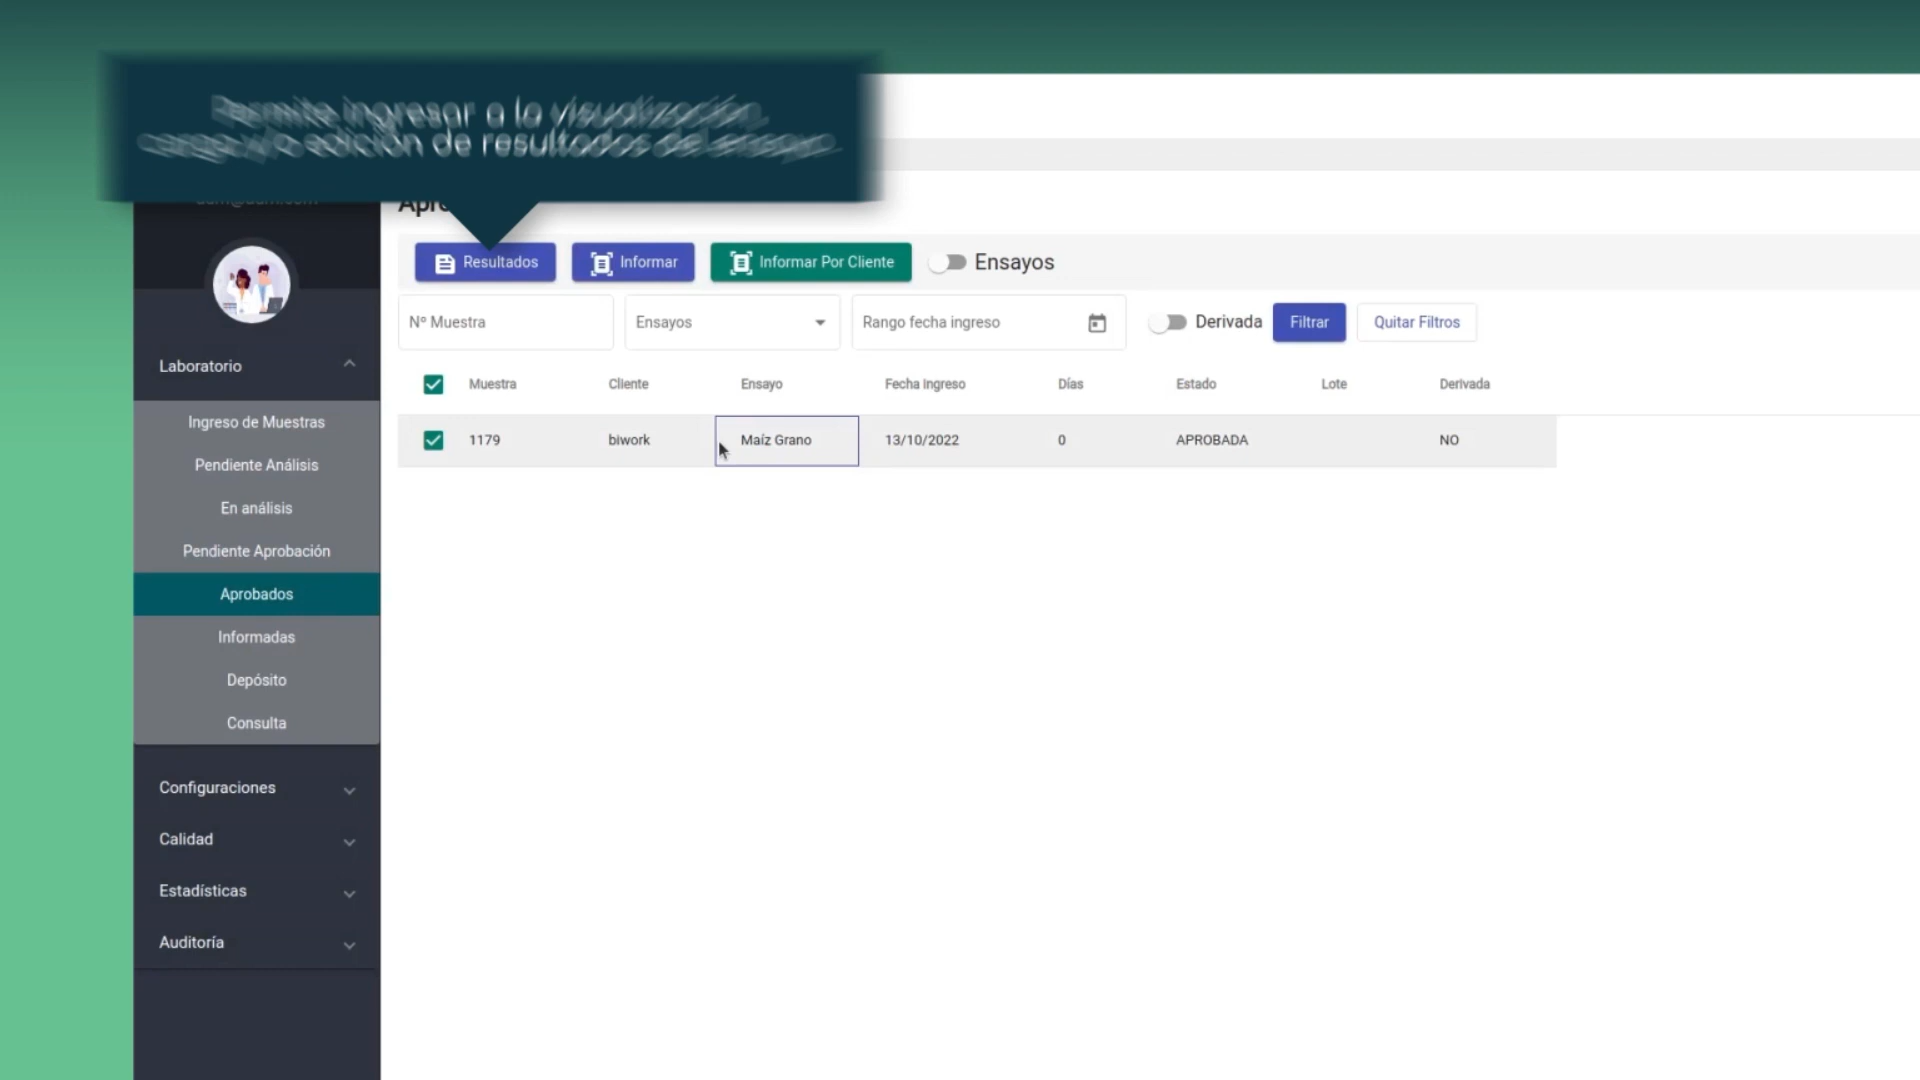 Permite ingresar a la visualización,
carga y/o edición de resultados del ensayo
Apro
Resultados
Informar
Informar Por Cliente
Ensayos
Nº Muestra
Ensayos
Rango fecha ingreso
Derivada
Filtrar
Quitar Filtros
Muestra Cliente Ensayo Fecha Ingreso Días Estado Lote Derivada
1179 biwork Maíz Grano 13/10/2022 0 APROBADA NO
Laboratorio
Ingreso de Muestras
Pendiente Análisis
En análisis
Pendiente Aprobación
Aprobados
Informadas
Depósito
Consulta
Configuraciones
Calidad
Estadísticas
Auditoría